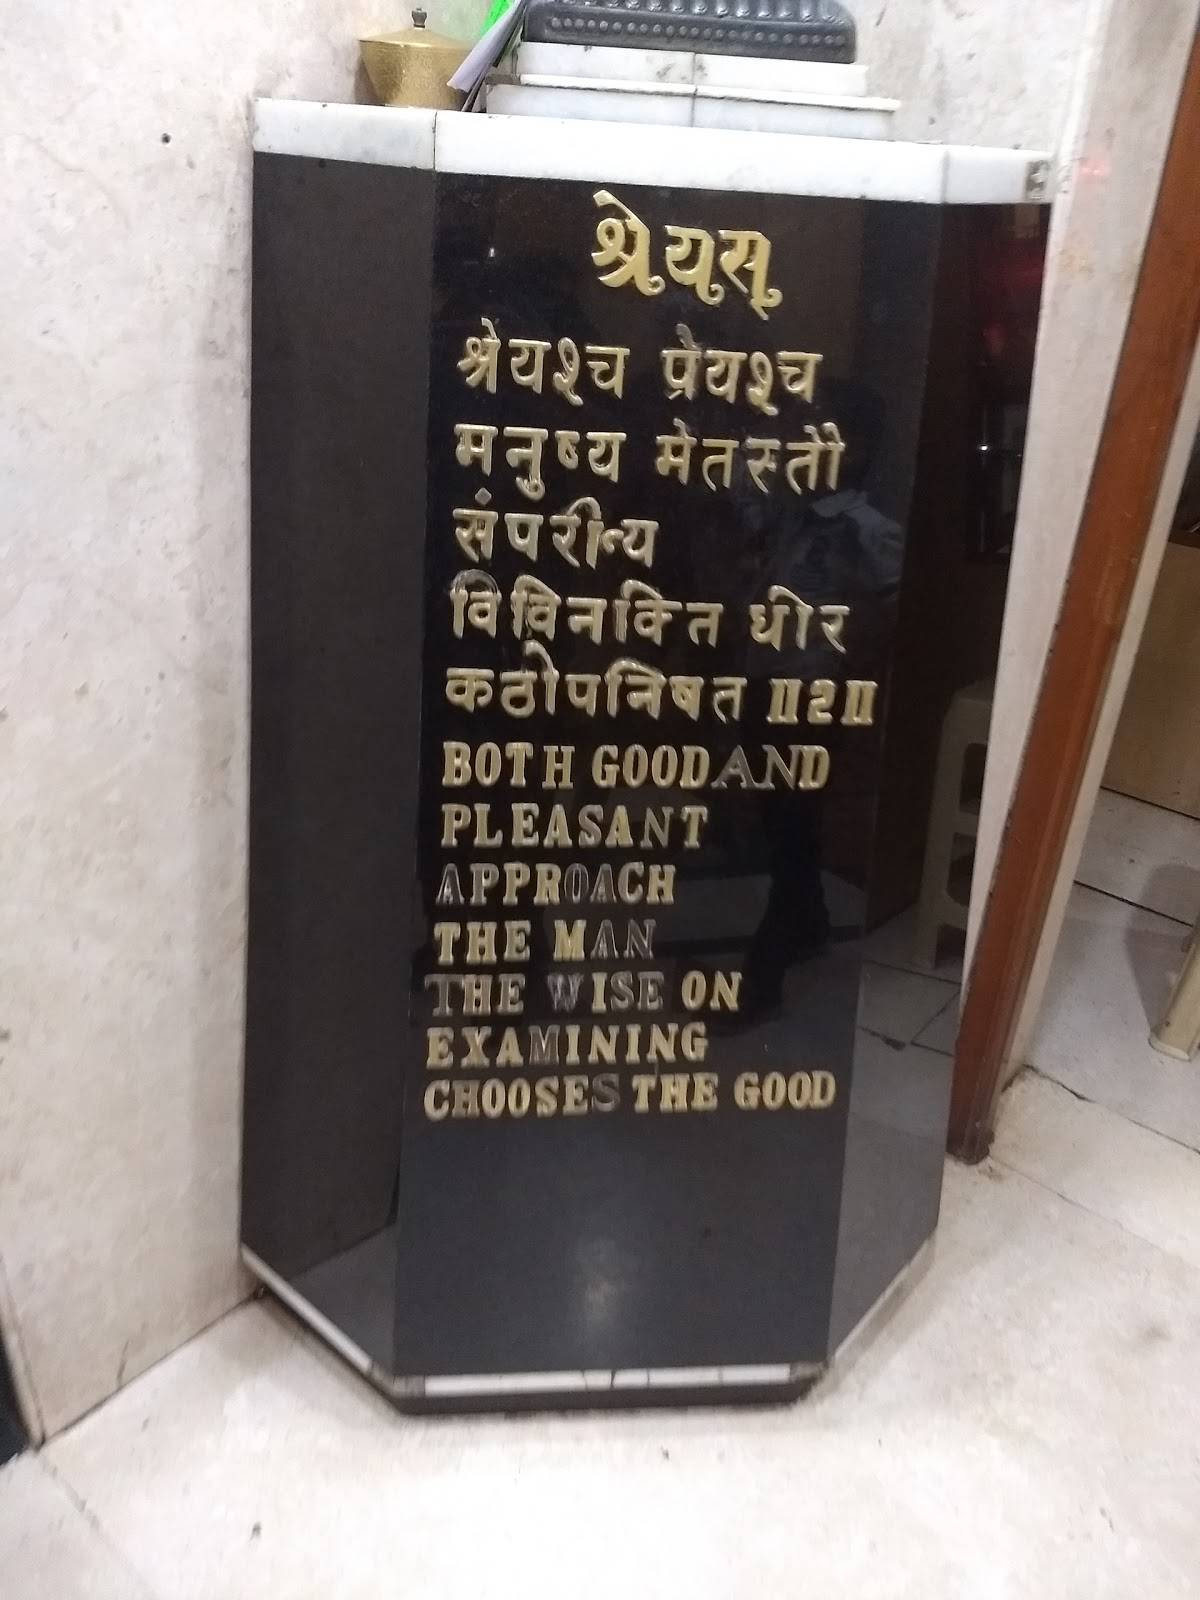 श्रेयस्
श्रेयश्च प्रेयश्च
मनुष्य मेतस्तौ
संपरीत्य
विविनक्ति धीर
कठोपनिषत ॥२॥
BOTH GOOD AND
PLEASANT
APPROACH
THE MAN
THE WISE ON
EXAMINING
CHOOSES THE GOOD